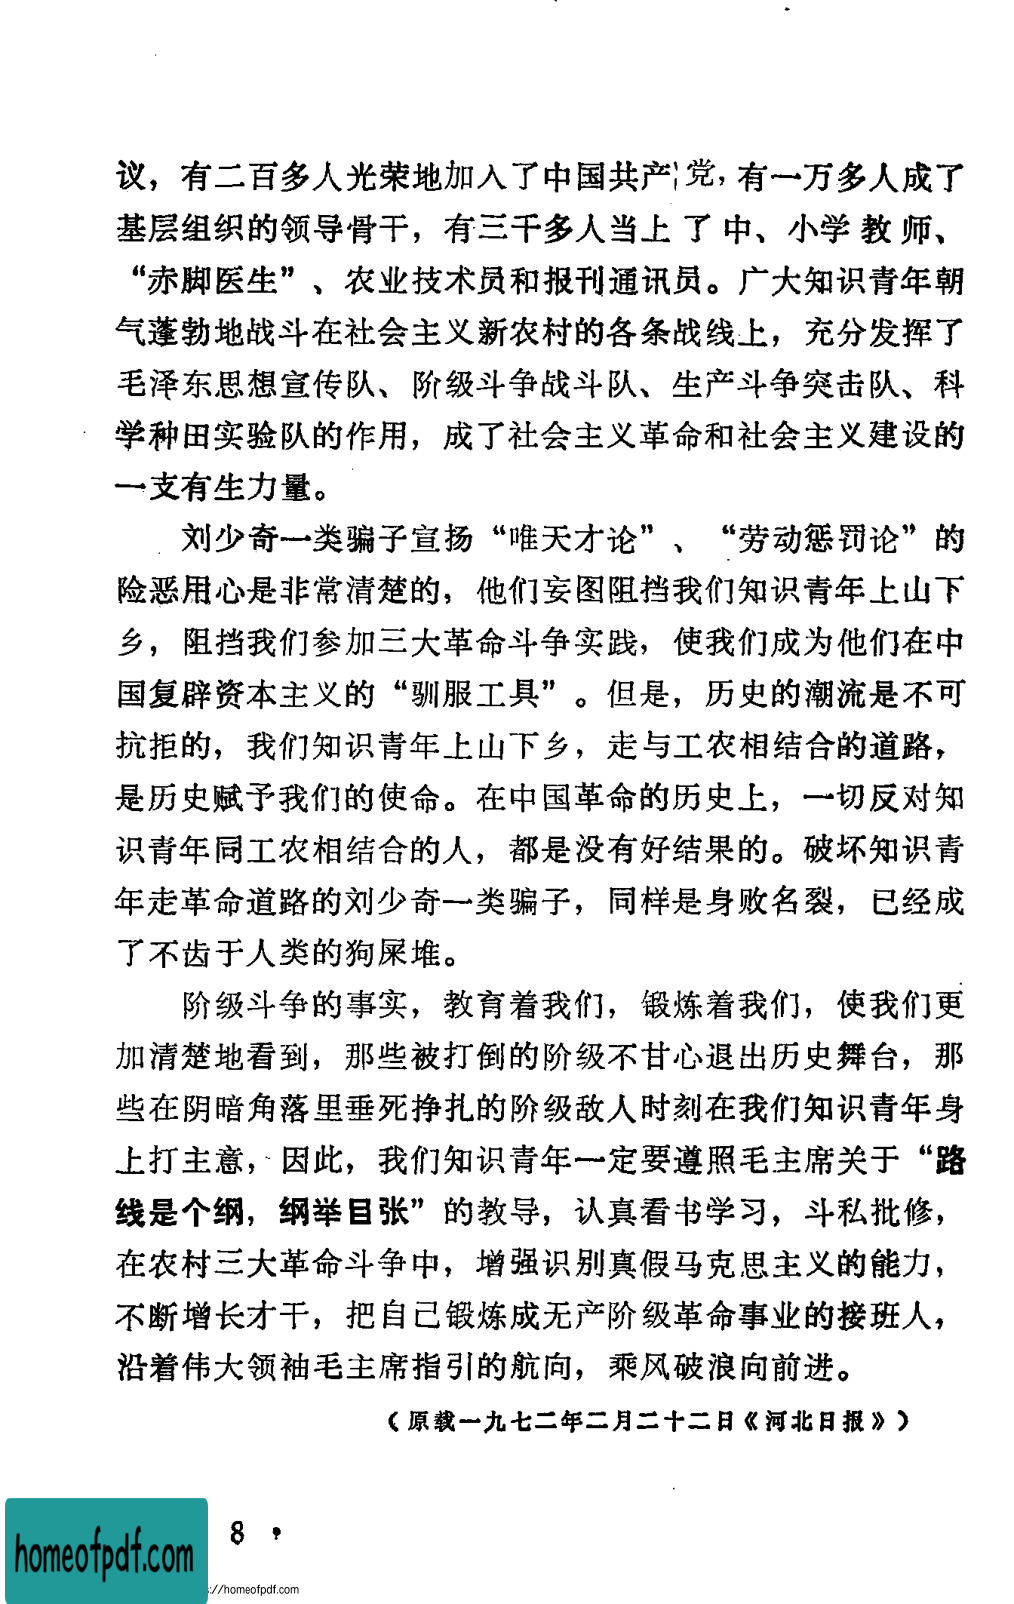 议，有二百多人光荣地加入了中国共产党，有一万多人成了
基层组织的领导骨干，有三千多人当上了中、小学教师、
“赤脚医生”、农业技术员和报刊通讯员。广大知识青年朝
气蓬勃地战斗在社会主义新农村的各条战线上，充分发挥了
毛泽东思想宣传队、阶级斗争战斗队、生产斗争突击队、科
学种田实验队的作用，成了社会主义革命和社会主义建设的
一支有生力量。
刘少奇一类骗子宣扬“唯天才论”、“劳动惩罚论”的
险恶用心是非常清楚的，他们妄图阻挡我们知识青年上山下
乡，阻挡我们参加三大革命斗争实践，使我们成为他们在中
国复辟资本主义的“驯服工具”。但是，历史的潮流是不可
抗拒的，我们知识青年上山下乡，走与工农相结合的道路，
是历史赋予我们的使命。在中国革命的历史上，一切反对知
识青年同工农相结合的人，都是没有好结果的。破坏知识青
年走革命道路的刘少奇一类骗子，同样是身败名裂，已经成
了不齿于人类的狗屎堆。
阶级斗争的事实，教育着我们，锻炼着我们，使我们更
加清楚地看到，那些被打倒的阶级不甘心退出历史舞台，那
些在阴暗角落里垂死挣扎的阶级敌人时刻在我们知识青年身
上打主意，因此，我们知识青年一定要遵照毛主席关于“路
线是个纲，纲举目张”的教导，认真看书学习，斗私批修，
在农村三大革命斗争中，增强识别真假马克思主义的能力，
不断增长才干，把自己锻炼成无产阶级革命事业的接班人，
沿着伟大领袖毛主席指引的航向，乘风破浪向前进。
（原载一九七二年二月二十二日《河北日报》）
8
homeofpdf.com
://homeofpdf.com